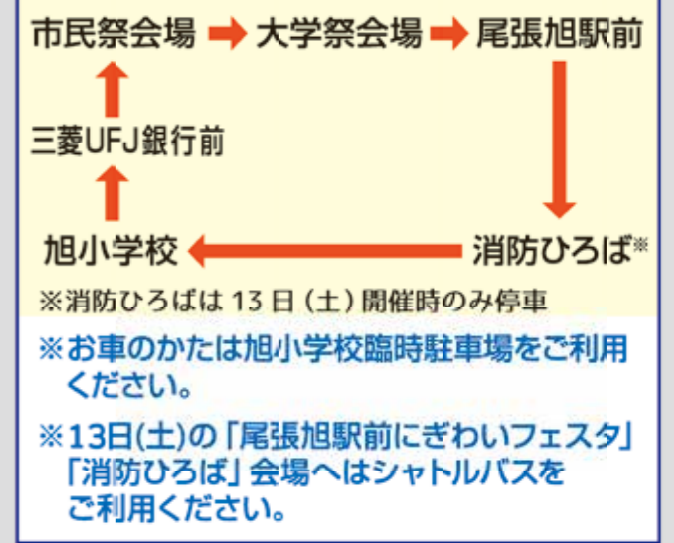 市民祭会場 ➡ 大学祭会場 ➡ 尾張旭駅前
三菱UFJ銀行前
旭小学校 消防ひろば※
※消防ひろばは 13 日（土）開催時のみ停車
※お車のかたは旭小学校臨時駐車場をご利用
ください。
※13日(土)の「尾張旭駅前にぎわいフェスタ」
「消防ひろば」会場へはシャトルバスを
ご利用ください。